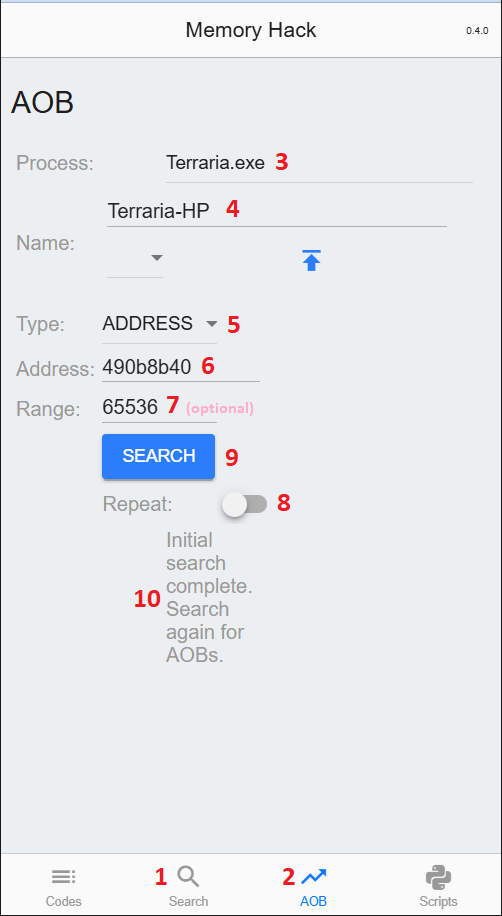 Memory Hack
0.4.0
AOB
Process: Terraria.exe 3
Terraria-HP 4
Name:
Type: ADDRESS 5
Address: 490b8b40 6
Range: 65536 7 (optional)
SEARCH 9
Repeat: 8
Initial
search
complete.
10 Search
again for
AOBs.
1 2
Codes Search AOB Scripts